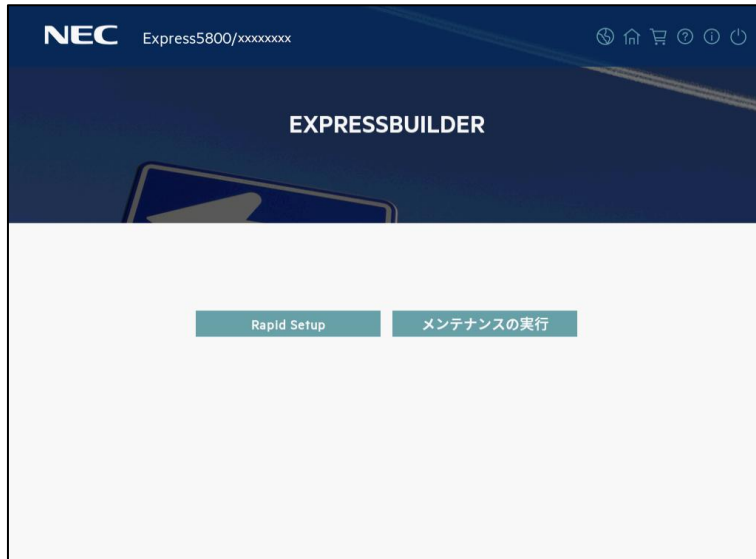 NEC Express5800/xxxxxxxx
EXPRESSBUILDER
Rapid Setup メンテナンスの実行